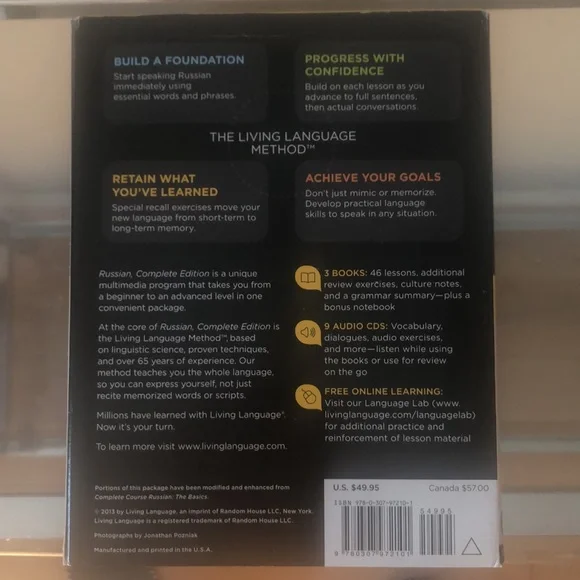 BUILD A FOUNDATION
Start speaking Russian
immediately using
essential words and phrases.
PROGRESS WITH
CONFIDENCE
Build on each lesson as you
advance to full sentences,
then actual conversations.
THE LIVING LANGUAGE
METHOD™
RETAIN WHAT
YOU'VE LEARNED
Special recall exercises move your
new language from short-term to
long-term memory.
ACHIEVE YOUR GOALS
Don't just mimic or memorize.
Develop practical language
skills to speak in any situation.
Russian, Complete Edition is a unique
multimedia program that takes you from
a beginner to an advanced level in one
convenient package.
At the core of Russian, Complete Edition is
the Living Language Method™, based
on linguistic science, proven techniques,
and over 65 years of experience. Our
method teaches you the whole language,
so you can express yourself, not just
recite memorized words or scripts.
Millions have learned with Living Language®.
Now it's your turn.
To learn more visit www.livinglanguage.com.
3 BOOKS: 46 lessons, additional
review exercises, culture notes,
and a grammar summary—plus a
bonus notebook
9 AUDIO CDS: Vocabulary,
dialogues, audio exercises,
and more—listen while using
the books or use for review
on the go
FREE ONLINE LEARNING:
Visit our Language Lab (www.
livinglanguage.com/languagelab)
for additional practice and
reinforcement of lesson material
Portions of this package have been modified and enhanced from
Complete Course Russian: The Basics.
© 2013 by Living Language, an imprint of Random House LLC, New York.
Living Language is a registered trademark of Random House LLC.
Photographs by Jonathan Pozniak
Manufactured and printed in the U.S.A.
U.S. $49.95
Canada $57.00
ISBN 978-0-307-97210-1
54995
9 780307 972101